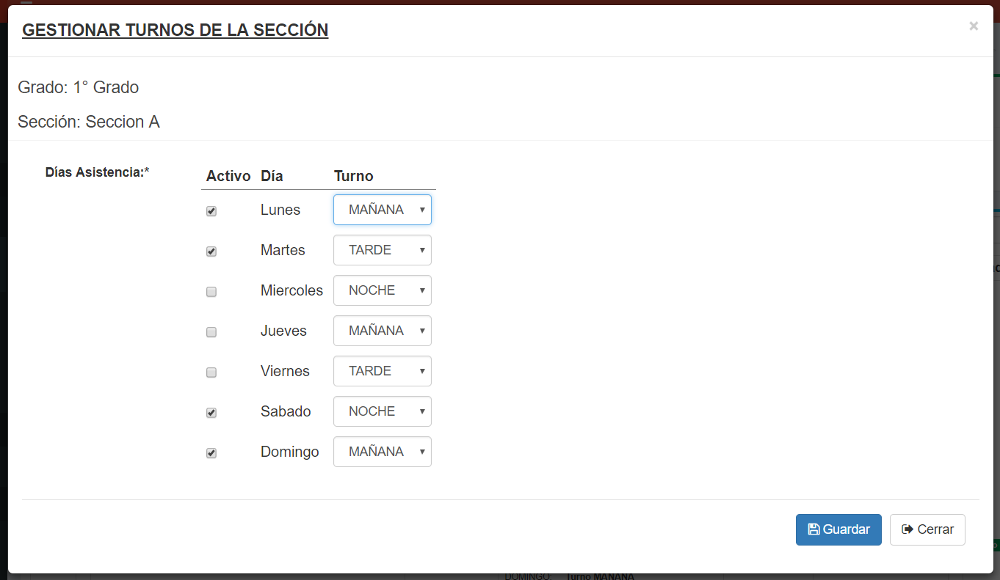 GESTIONAR TURNOS DE LA SECCIÓN ×
Grado: 1° Grado
Sección: Seccion A
Días Asistencia:* Activo Día Turno
Lunes MAÑANA
Martes TARDE
Miercoles NOCHE
Jueves MAÑANA
Viernes TARDE
Sabado NOCHE
Domingo MAÑANA
Guardar Cerrar
DOMINGO: Turno MAÑANA